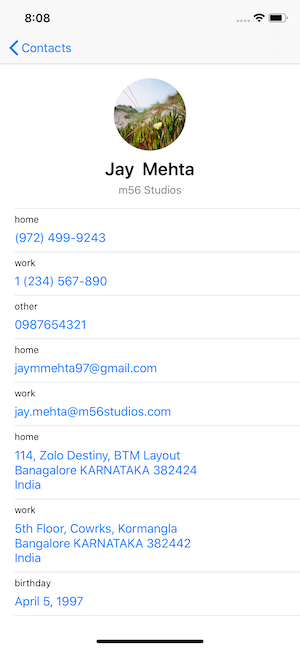 8:08
Contacts
Jay Mehta
m56 Studios
home
(972) 499-9243
work
1 (234) 567-890
other
0987654321
home
jaymmehta97@gmail.com
work
jay.mehta@m56studios.com
home
114, Zolo Destiny, BTM Layout
Banagalore KARNATAKA 382424
India
work
5th Floor, Cowrks, Kormangla
Bangalore KARNATAKA 382442
India
birthday
April 5, 1997